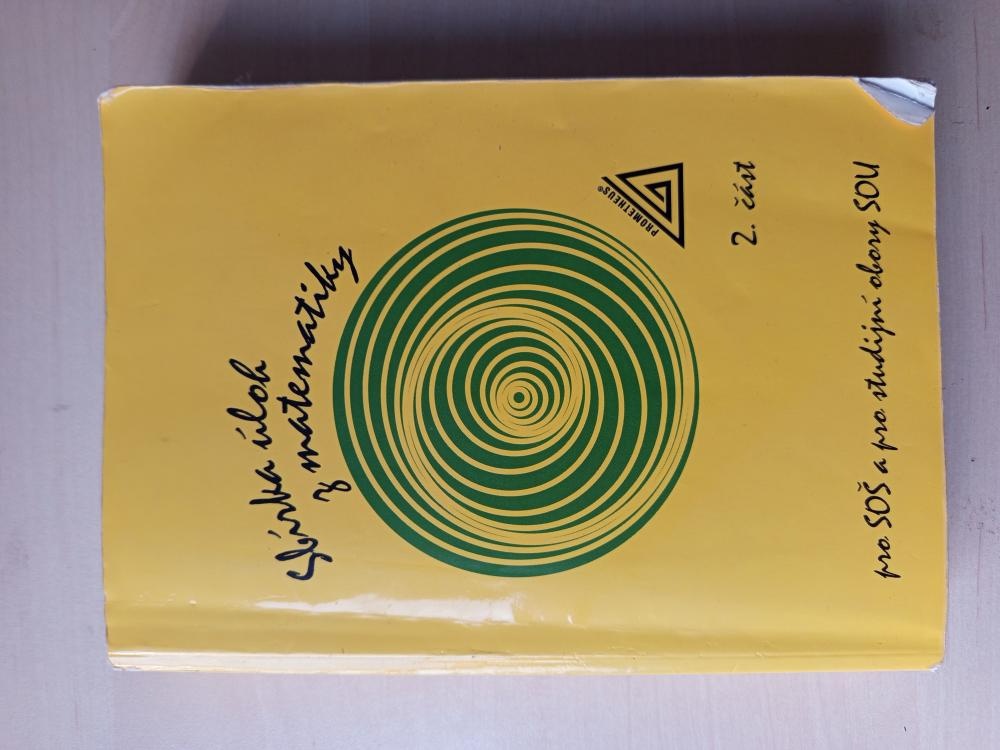 Sbírka úloh
z matematiky
PROMETHEUS®
2. část
pro SOŠ a pro studijní obory SOU